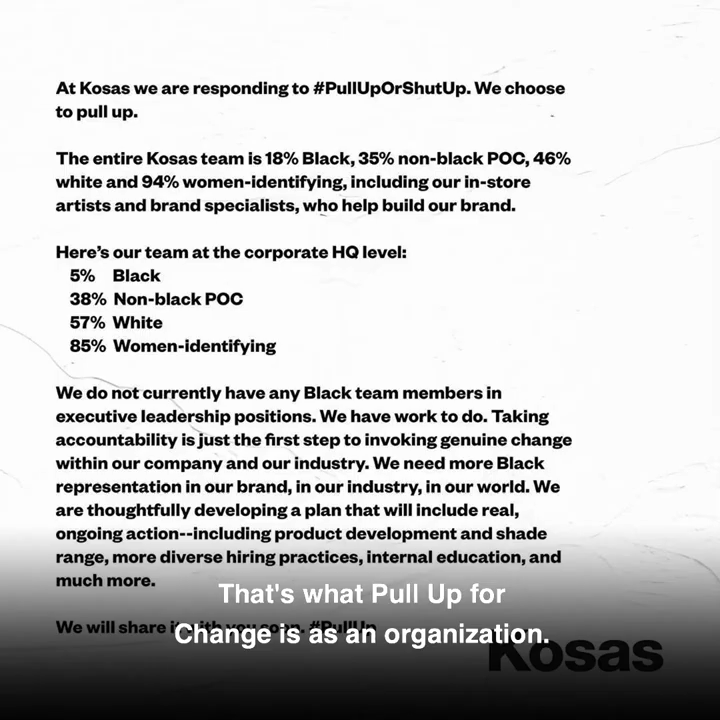 At Kosas we are responding to #PullUpOrShutUp. We choose
to pull up.
The entire Kosas team is 18% Black, 35% non-black POC, 46%
white and 94% women-identifying, including our in-store
artists and brand specialists, who help build our brand.
Here's our team at the corporate HQ level:
5% Black
38% Non-black POC
57% White
85% Women-identifying
We do not currently have any Black team members in
executive leadership positions. We have work to do. Taking
accountability is just the first step to invoking genuine change
within our company and our industry. We need more Black
representation in our brand, in our industry, in our world. We
are thoughtfully developing a plan that will include real,
ongoing action--including product development and shade
range, more diverse hiring practices, internal education, and
much more.
We will share it with you soon. #PullUp
That's what Pull Up for
Change is as an organization.
Kosas